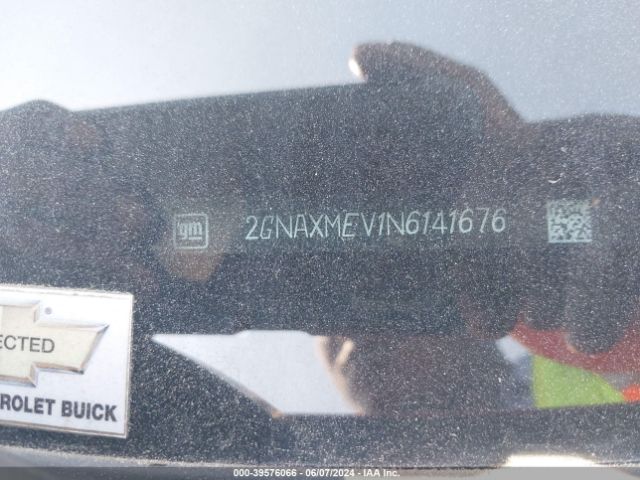 gm 2GNAXMEV1N6141676
ECTED
ROLET BUICK
000-39576066 - 06/07/2024 - IAA Inc.